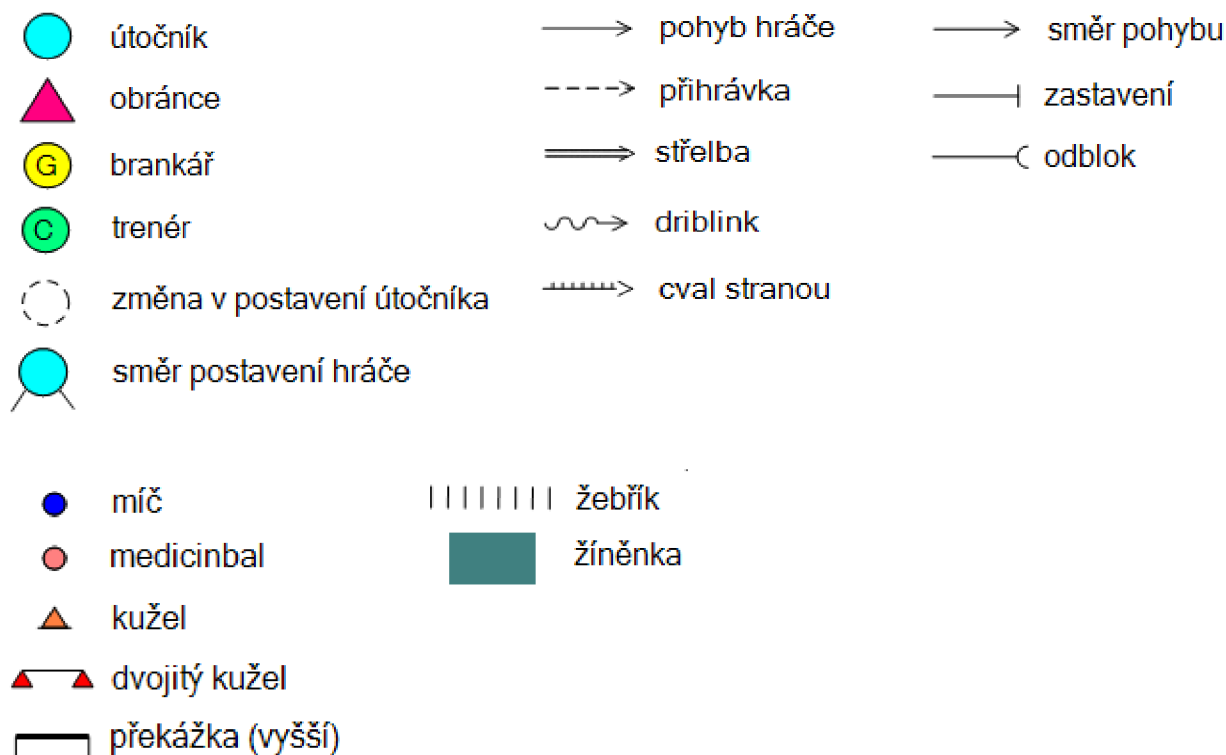 útočník
obránce
G brankář
C trenér
změna v postavení útočníka
směr postavení hráče
pohyb hráče
přihrávka
střelba
driblink
cval stranou
směr pohybu
zastavení
odblok
míč
medicinbal
kužel
dvojitý kužel
překážka (vyšší)
žebřík
žíněnka